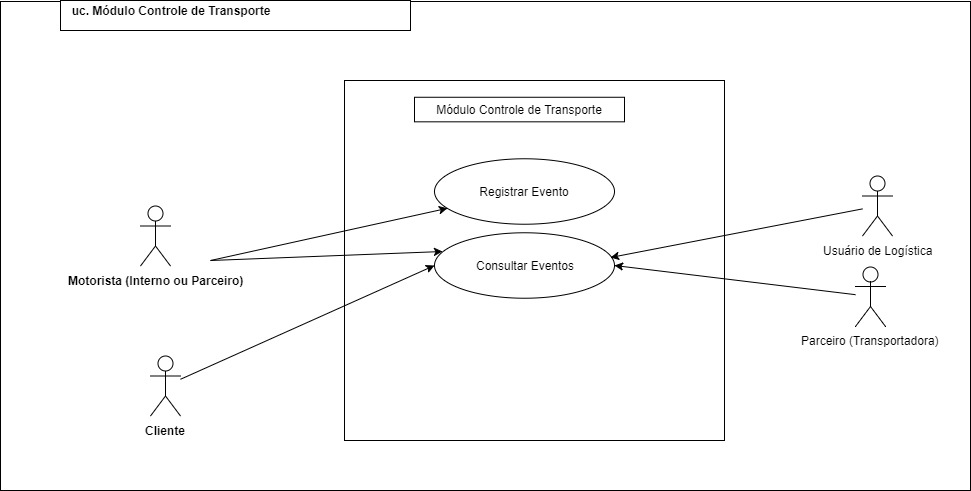 uc. Módulo Controle de Transporte
Módulo Controle de Transporte
Registrar Evento
Consultar Eventos
Motorista (Interno ou Parceiro)
Cliente
Usuário de Logística
Parceiro (Transportadora)